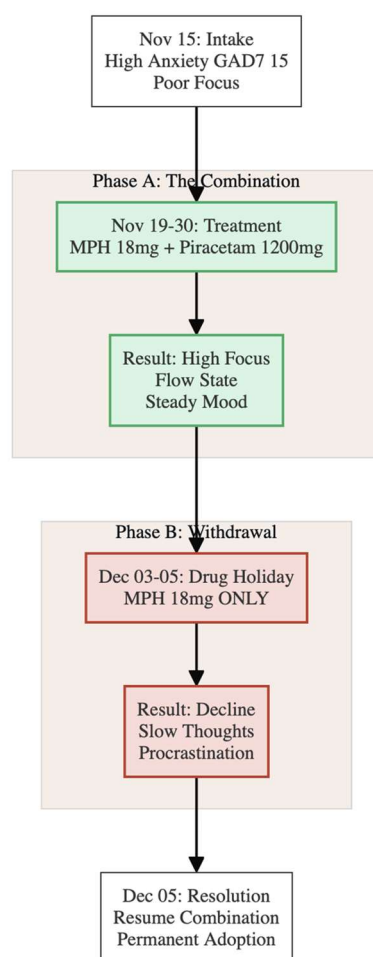 Nov 15: Intake
High Anxiety GAD7 15
Poor Focus
Phase A: The Combination
Nov 19-30: Treatment
MPH 18mg + Piracetam 1200mg
Result: High Focus
Flow State
Steady Mood
Phase B: Withdrawal
Dec 03-05: Drug Holiday
MPH 18mg ONLY
Result: Decline
Slow Thoughts
Procrastination
Dec 05: Resolution
Resume Combination
Permanent Adoption